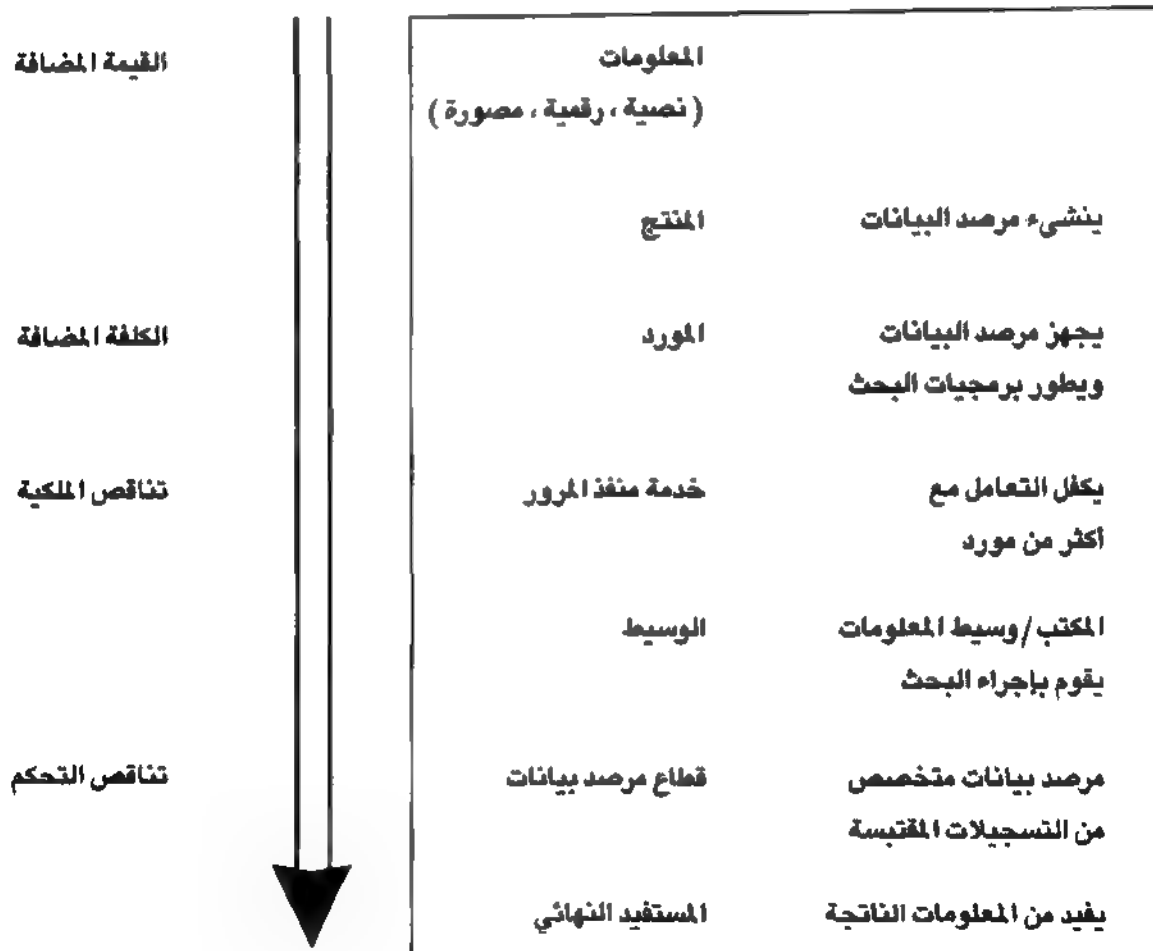 المعلومات
القيمة المضافة
( نصية ، رقمية ، مصورة )
ينشىء مرصد البيانات
المنتج
يجهز مرصد البيانات
المورد
الكلفة المضافة
ويطور برمجيات البحث
يكفل التعامل مع
خدمة منفذ المرور
تناقص الملكية
أكثر من مورد
المكتب/وسيط المعلومات
الوسيط
يقوم بإجراء البحث
مرصد بيانات متخصص
قطاع مرصد بيانات
تناقص التحكم
من التسجيلات المقتبسة
يفيد من المعلومات الناتجة
المستفيد النهائي